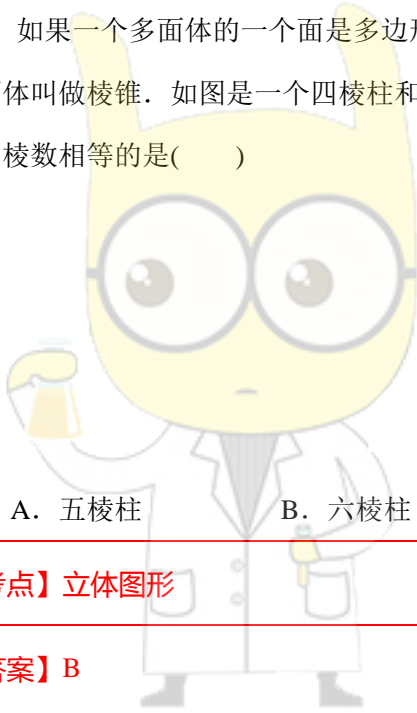 如果一个多面体的一个面是多边形
体叫做棱锥．如图是一个四棱柱和
棱数相等的是(　　)
A．五棱柱　　B．六棱柱
点】立体图形
案】B